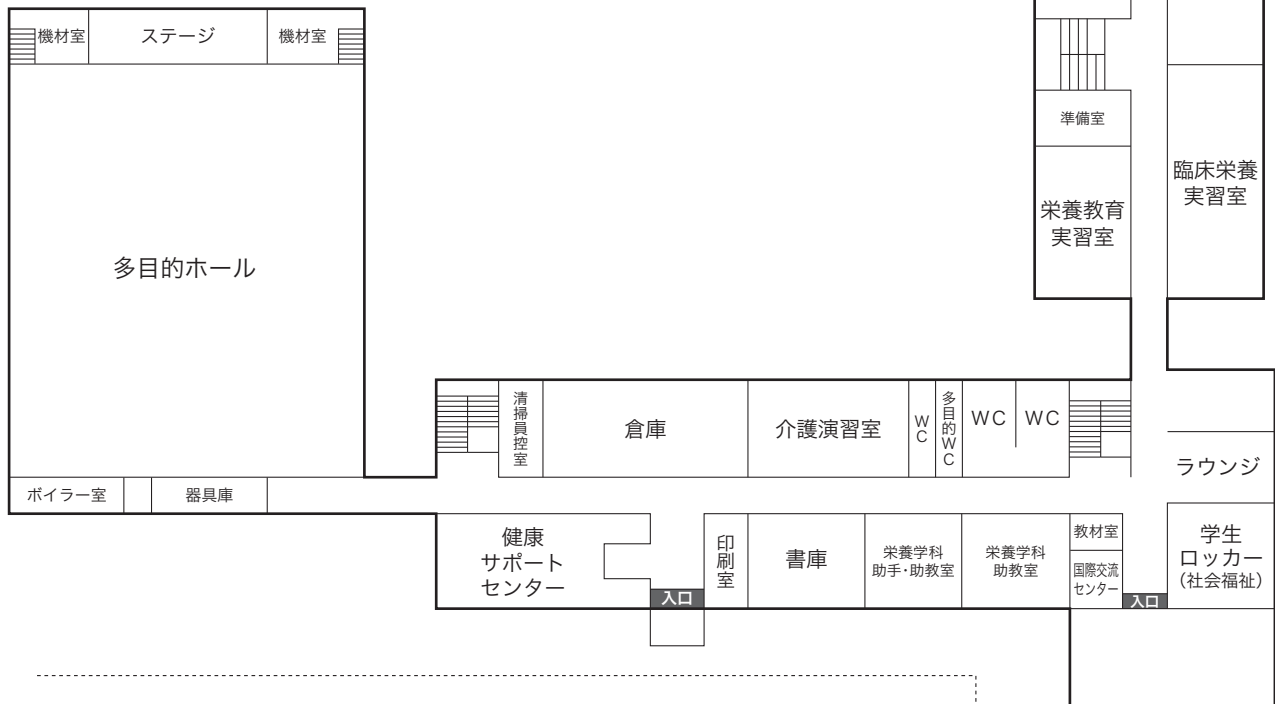 機材室
ステージ
機材室
準備室
臨床栄養
実習室
栄養教育
実習室
多目的ホール
清掃員控室
倉庫
介護演習室
WC
多目的WC
WC
WC
ラウンジ
ボイラー室
器具庫
健康
サポート
センター
入口
印刷室
書庫
栄養学科
助手・助教室
栄養学科
助教室
教材室
国際交流
センター
入口
学生
ロッカー
(社会福祉)